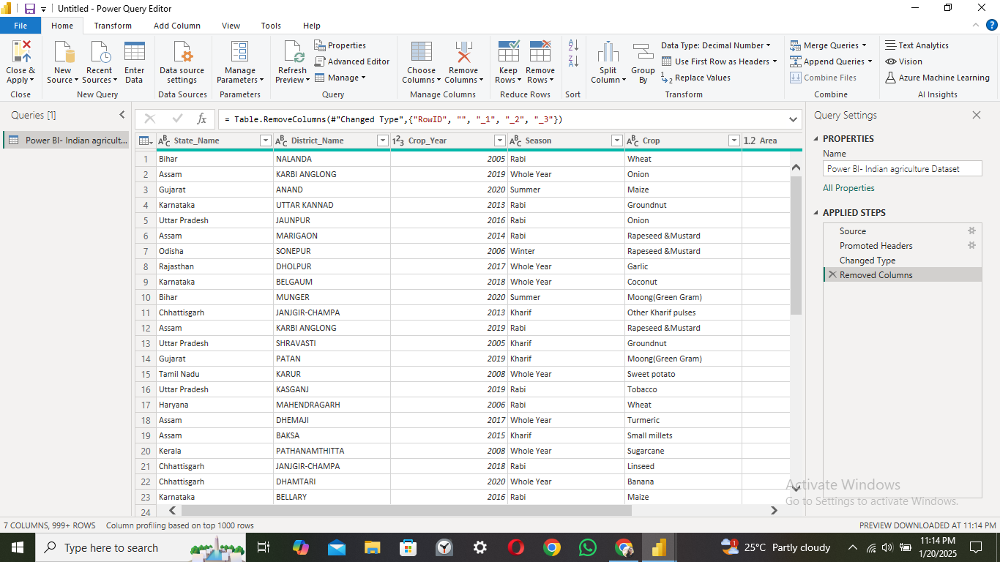 Untitled - Power Query Editor
File Home Transform Add Column View Tools Help
Close & Apply
New Source
Recent Sources
Enter Data
Data source settings
Manage Parameters
Refresh Preview
Properties
Advanced Editor
Manage
Choose Columns
Remove Columns
Keep Rows
Remove Rows
Split Column
Group By
Data Type: Decimal Number
Use First Row as Headers
Replace Values
Merge Queries
Append Queries
Combine Files
Text Analytics
Vision
Azure Machine Learning
Close New Query Data Sources Parameters Query Manage Columns Reduce Rows Sort Transform Combine AI Insights
Queries [1]
Power BI- Indian agricult...
fx = Table.RemoveColumns(#"Changed Type",{"RowID", "", "_1", "_2", "_3"})
State_Name District_Name Crop_Year Season Crop 1.2 Area
1 Bihar NALANDA 2005 Rabi Wheat
2 Assam KARBI ANGLONG 2019 Whole Year Onion
3 Gujarat ANAND 2020 Summer Maize
4 Karnataka UTTAR KANNAD 2013 Rabi Groundnut
5 Uttar Pradesh JAUNPUR 2016 Rabi Onion
6 Assam MARIGAON 2014 Rabi Rapeseed &Mustard
7 Odisha SONEPUR 2006 Winter Rapeseed &Mustard
8 Rajasthan DHOLPUR 2017 Whole Year Garlic
9 Karnataka BELGAUM 2018 Whole Year Coconut
10 Bihar MUNGER 2020 Summer Moong(Green Gram)
11 Chhattisgarh JANJGIR-CHAMPA 2013 Kharif Other Kharif pulses
12 Assam KARBI ANGLONG 2019 Rabi Rapeseed &Mustard
13 Uttar Pradesh SHRAVASTI 2005 Kharif Groundnut
14 Gujarat PATAN 2019 Kharif Moong(Green Gram)
15 Tamil Nadu KARUR 2008 Whole Year Sweet potato
16 Uttar Pradesh KASGANJ 2019 Rabi Tobacco
17 Haryana MAHENDRAGARH 2006 Rabi Wheat
18 Assam DHEMAJI 2017 Whole Year Turmeric
19 Assam BAKSA 2015 Kharif Small millets
20 Kerala PATHANAMTHITTA 2008 Whole Year Sugarcane
21 Chhattisgarh JANJGIR-CHAMPA 2018 Rabi Linseed
22 Chhattisgarh DHAMTARI 2020 Whole Year Banana
23 Karnataka BELLARY 2016 Rabi Maize
24
Query Settings
PROPERTIES
Name
Power BI- Indian agriculture Dataset
All Properties
APPLIED STEPS
Source
Promoted Headers
Changed Type
Removed Columns
Activate Windows
Go to Settings to activate Windows.
7 COLUMNS, 999+ ROWS Column profiling based on top 1000 rows PREVIEW DOWNLOADED AT 11:14 PM
Type here to search
25°C Partly cloudy
11:14 PM
1/20/2025